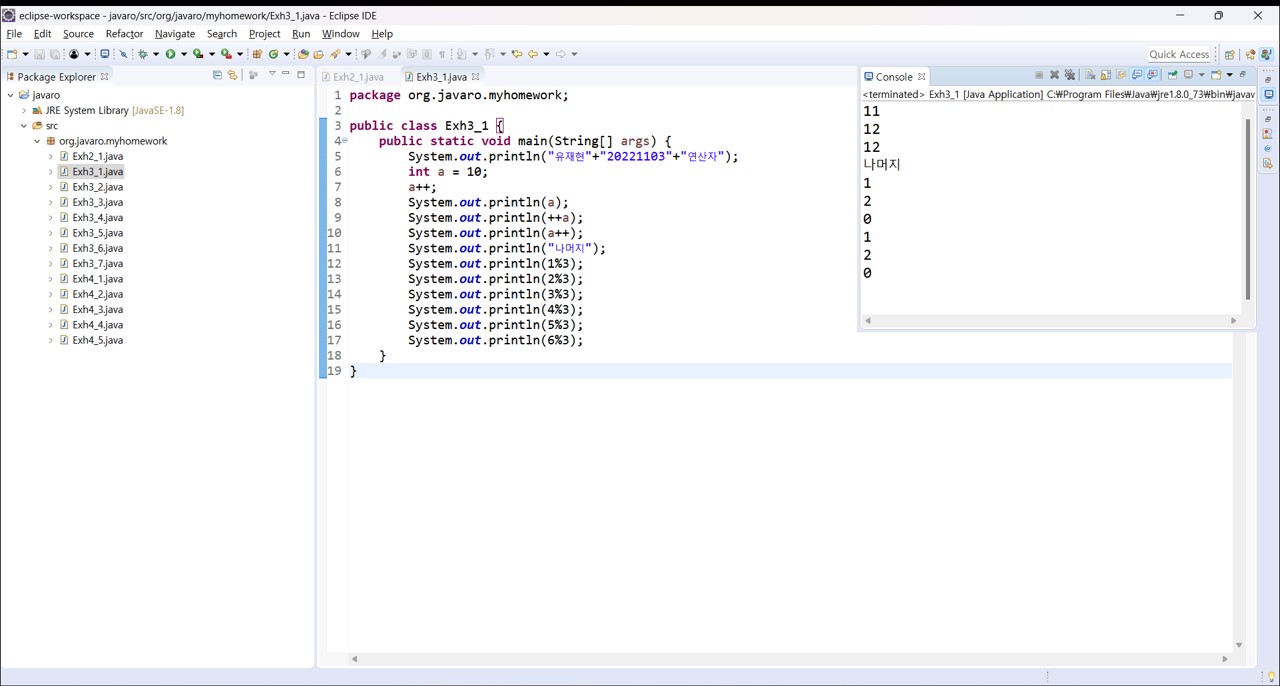 eclipse-workspace - javaro/src/org/javaro/myhomework/Exh3_1.java - Eclipse IDE
File Edit Source Refactor Navigate Search Project Run Window Help
Quick Access
Package Explorer
javaro
JRE System Library [JavaSE-1.8]
src
org.javaro.myhomework
Exh2_1.java
Exh3_1.java
Exh3_2.java
Exh3_3.java
Exh3_4.java
Exh3_5.java
Exh3_6.java
Exh3_7.java
Exh4_1.java
Exh4_2.java
Exh4_3.java
Exh4_4.java
Exh4_5.java
Exh2_1.java Exh3_1.java
1 package org.javaro.myhomework;
2
3 public class Exh3_1 {
4 public static void main(String[] args) {
5 System.out.println("유재현"+"20221103"+"연산자");
6 int a = 10;
7 a++;
8 System.out.println(a);
9 System.out.println(++a);
10 System.out.println(a++);
11 System.out.println("나머지");
12 System.out.println(1%3);
13 System.out.println(2%3);
14 System.out.println(3%3);
15 System.out.println(4%3);
16 System.out.println(5%3);
17 System.out.println(6%3);
18 }
19 }
Console
<terminated> Exh3_1 [Java Application] C:₩Program Files₩Java₩jre1.8.0_73₩bin₩javaw
11
12
12
나머지
1
2
0
1
2
0